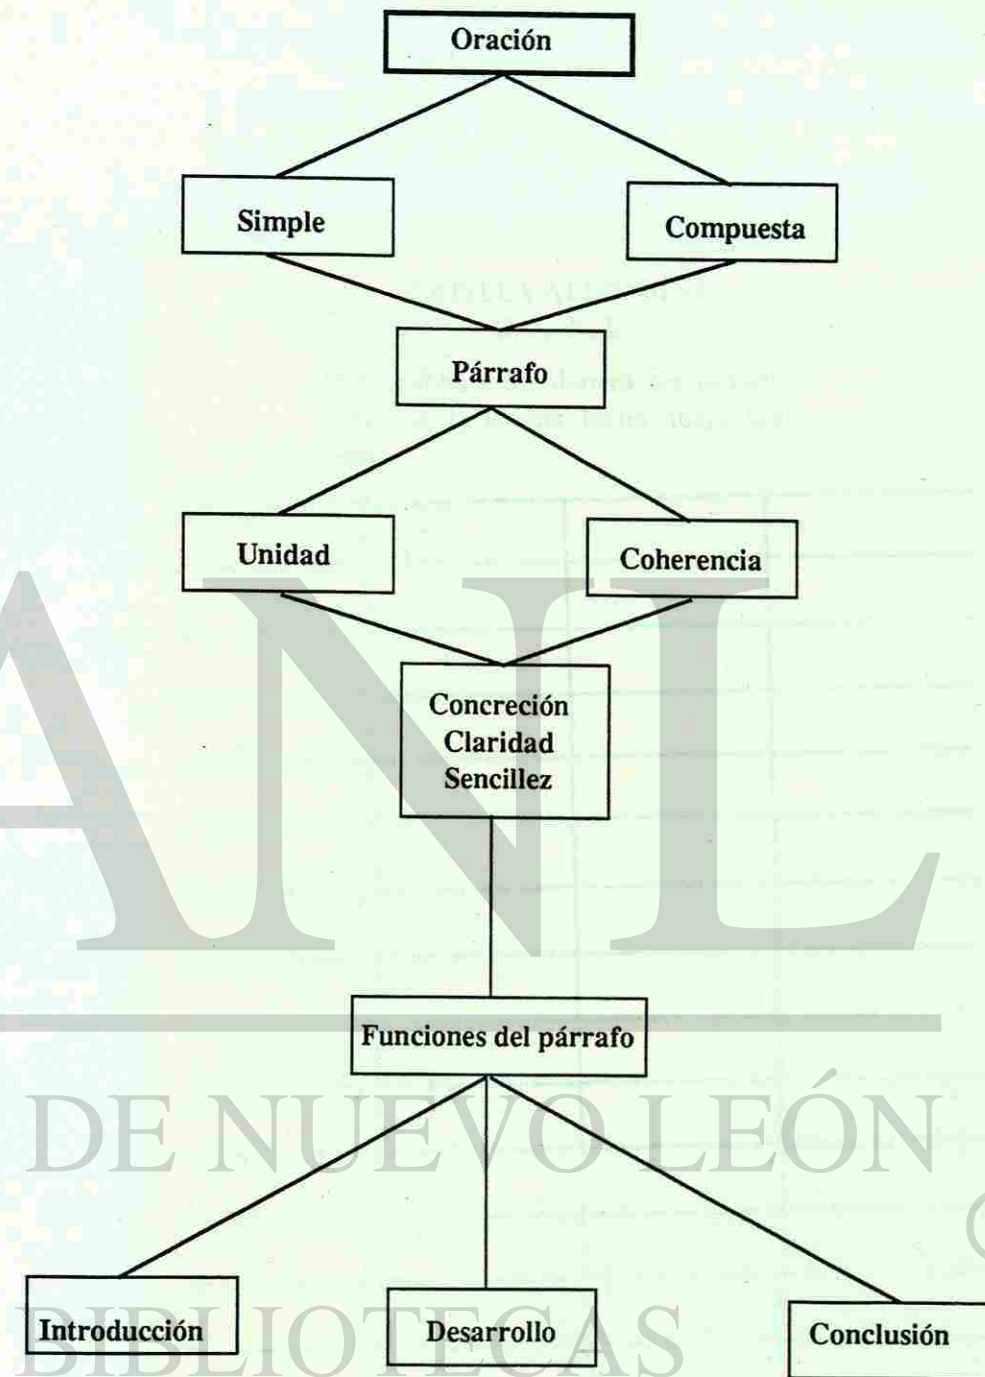 Oración
Simple
Compuesta
Párrafo
Unidad
Coherencia
Concreción
Claridad
Sencillez
ANL
Funciones del párrafo
DE NUEVO LEÓN
Introducción
Desarrollo
Conclusión
BIBLIOTECAS